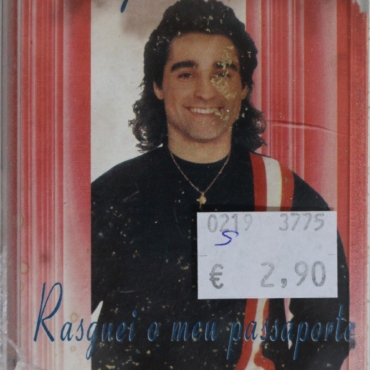 0219 3775
S
€ 2,90
Rasguei o meu passaporte